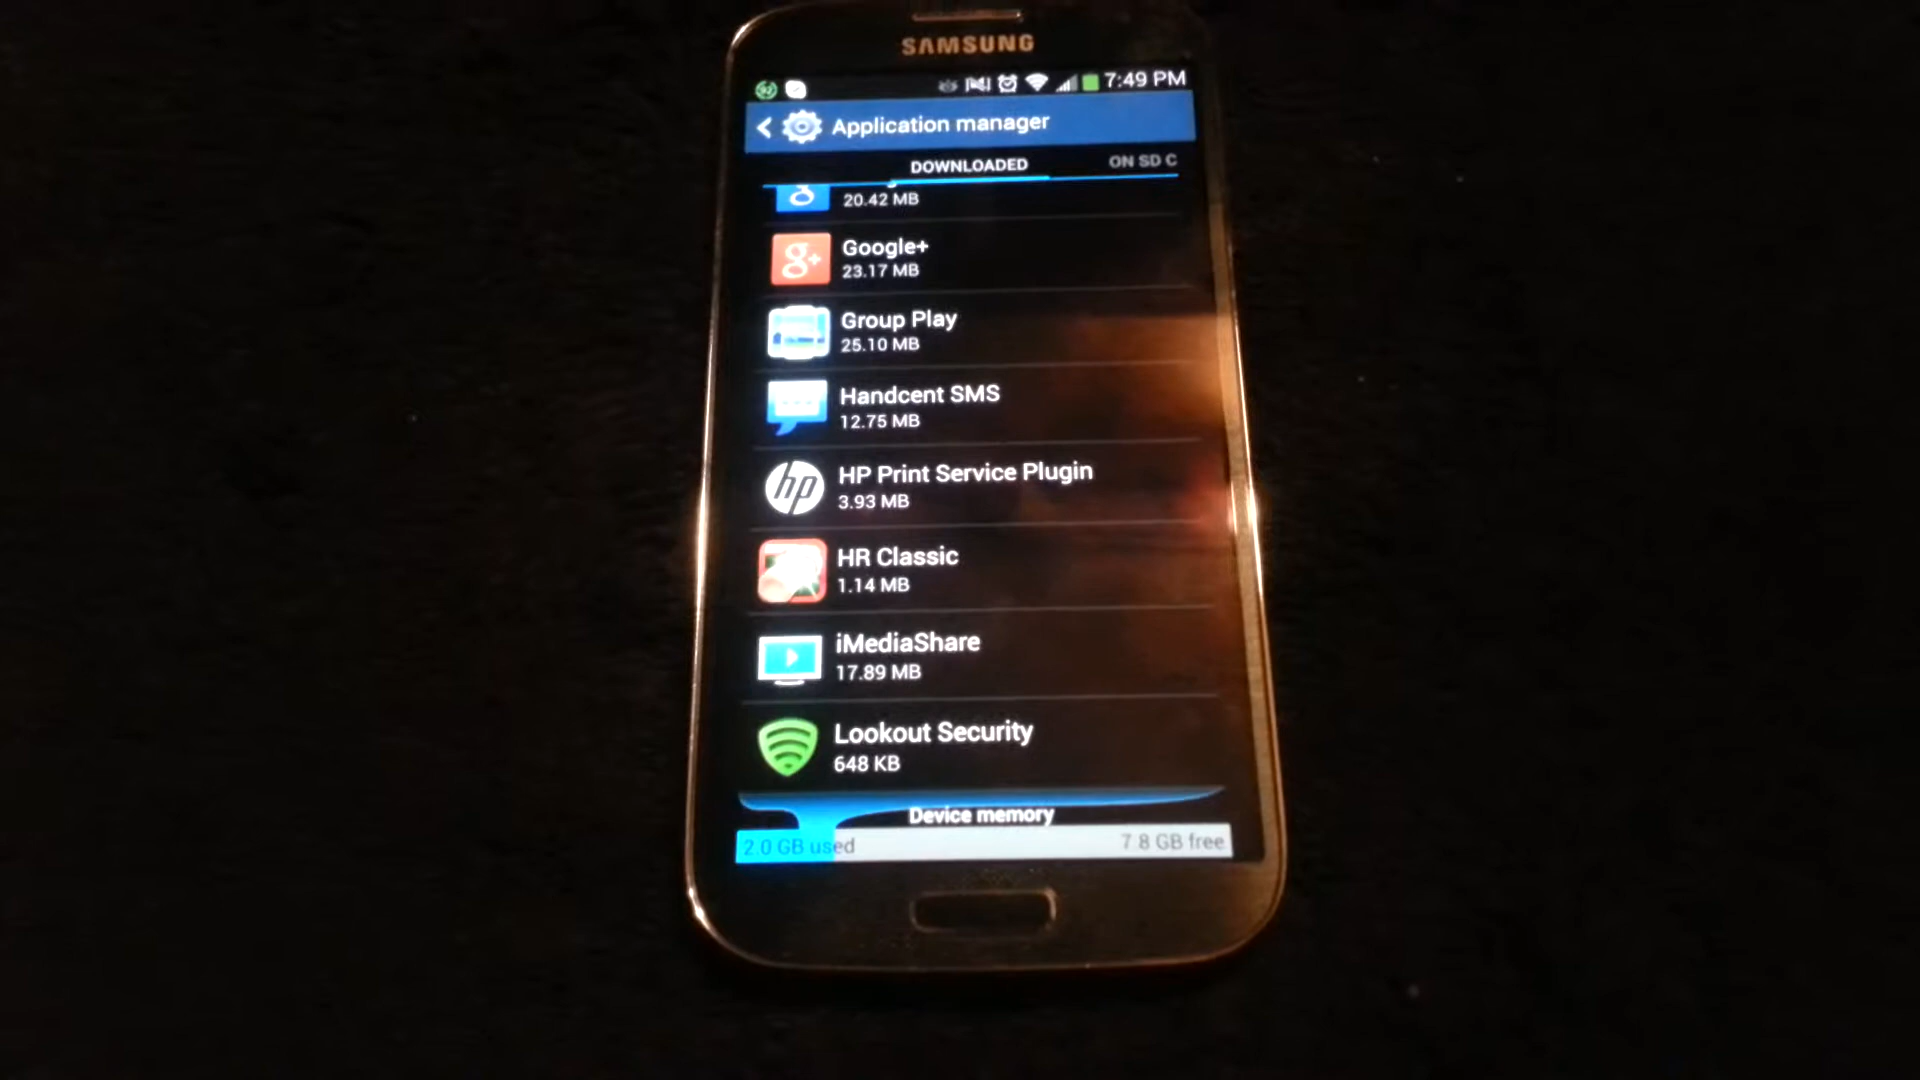 SAMSUNG
92
7:49 PM
Application manager
DOWNLOADED
ON SD C
20.42 MB
Google+
23.17 MB
Group Play
25.10 MB
Handcent SMS
12.75 MB
hp
HP Print Service Plugin
3.93 MB
HR Classic
1.14 MB
iMediaShare
17.89 MB
Lookout Security
648 KB
Device memory
2.0 GB used
7.8 GB free